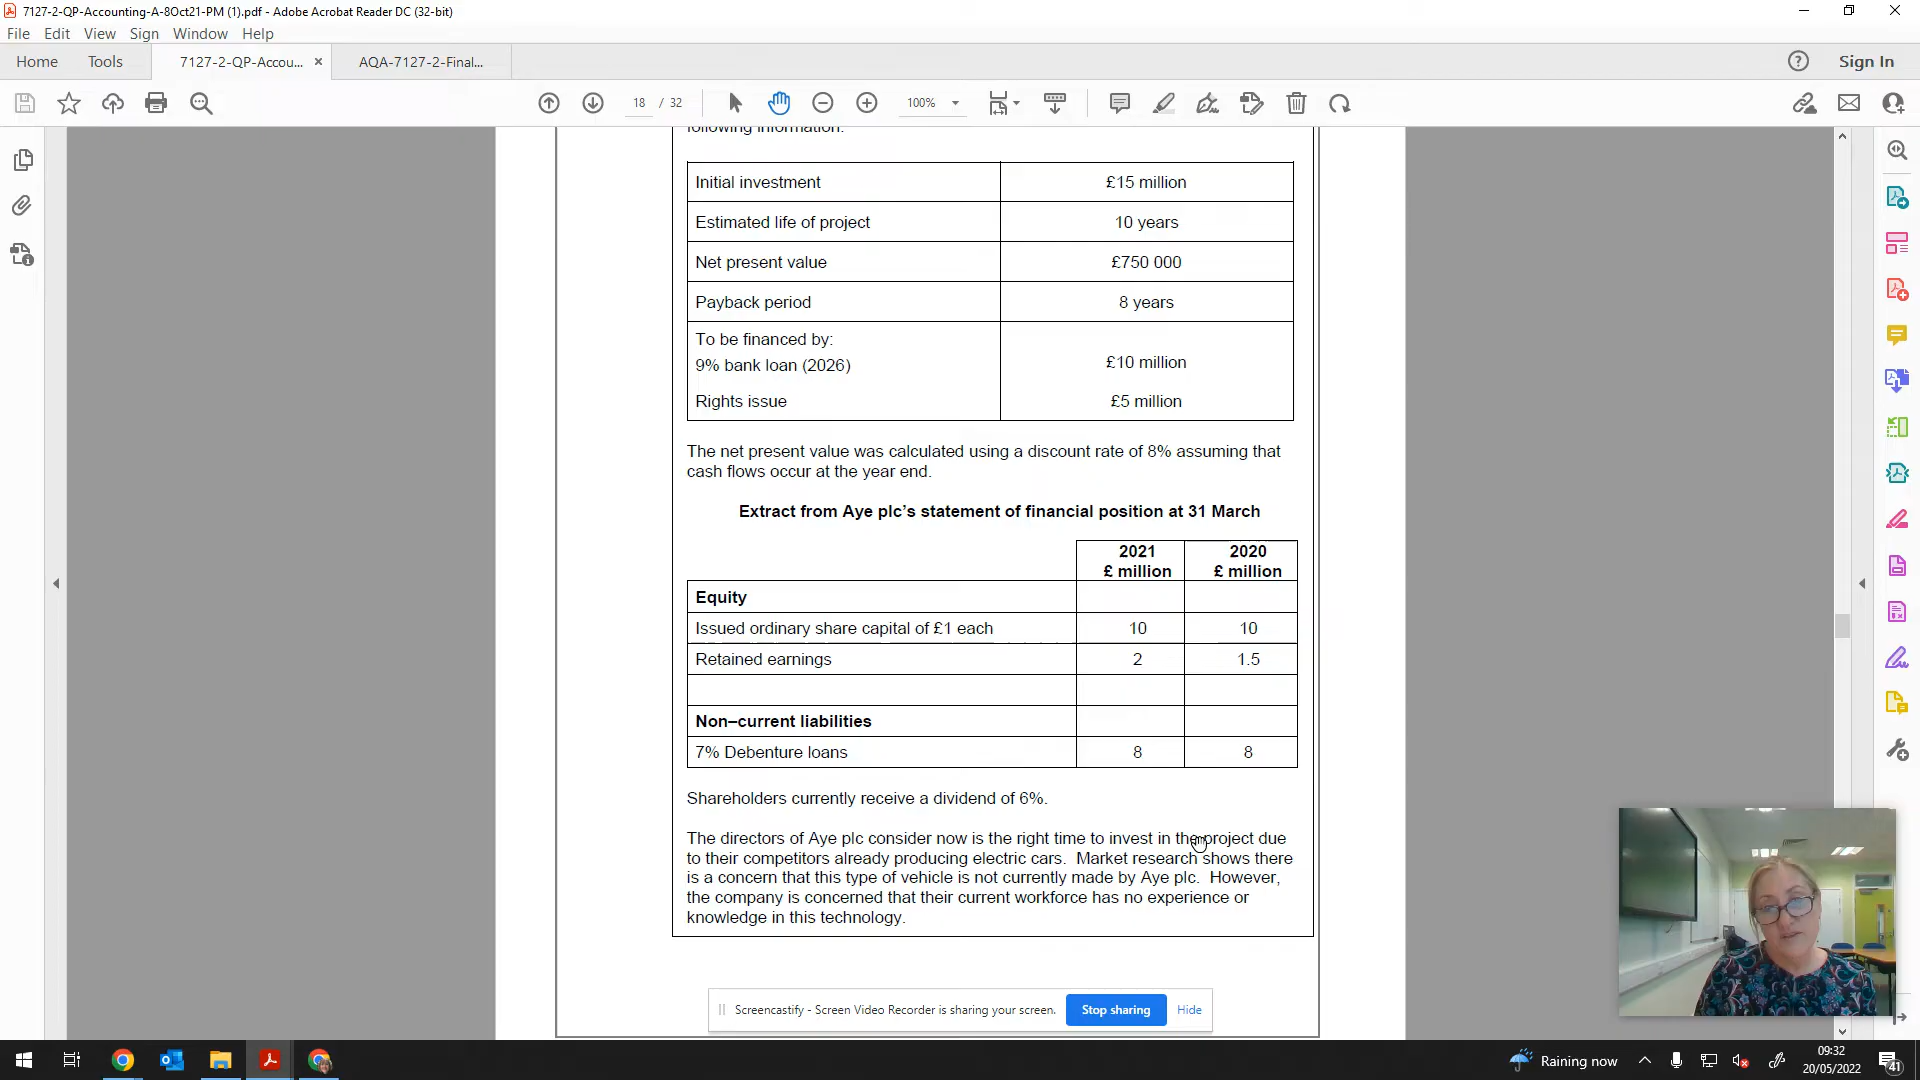 7127-2-QP-Accounting-A-8Oct21-PM (1).pdf - Adobe Acrobat Reader DC (32-bit)
File Edit View Sign Window Help
Home Tools 7127-2-QP-Accou... × AQA-7127-2-Final... Sign In
18 / 32 100%
following information.
Initial investment £15 million
Estimated life of project 10 years
Net present value £750 000
Payback period 8 years
To be financed by:
9% bank loan (2026) £10 million
Rights issue £5 million
The net present value was calculated using a discount rate of 8% assuming that
cash flows occur at the year end.
Extract from Aye plc's statement of financial position at 31 March
2021 2020
£ million £ million
Equity
Issued ordinary share capital of £1 each 10 10
Retained earnings 2 1.5
Non–current liabilities
7% Debenture loans 8 8
Shareholders currently receive a dividend of 6%.
The directors of Aye plc consider now is the right time to invest in the project due
to their competitors already producing electric cars. Market research shows there
is a concern that this type of vehicle is not currently made by Aye plc. However,
the company is concerned that their current workforce has no experience or
knowledge in this technology.
Screencastify - Screen Video Recorder is sharing your screen. Stop sharing Hide
Raining now 09:32
20/05/2022 41